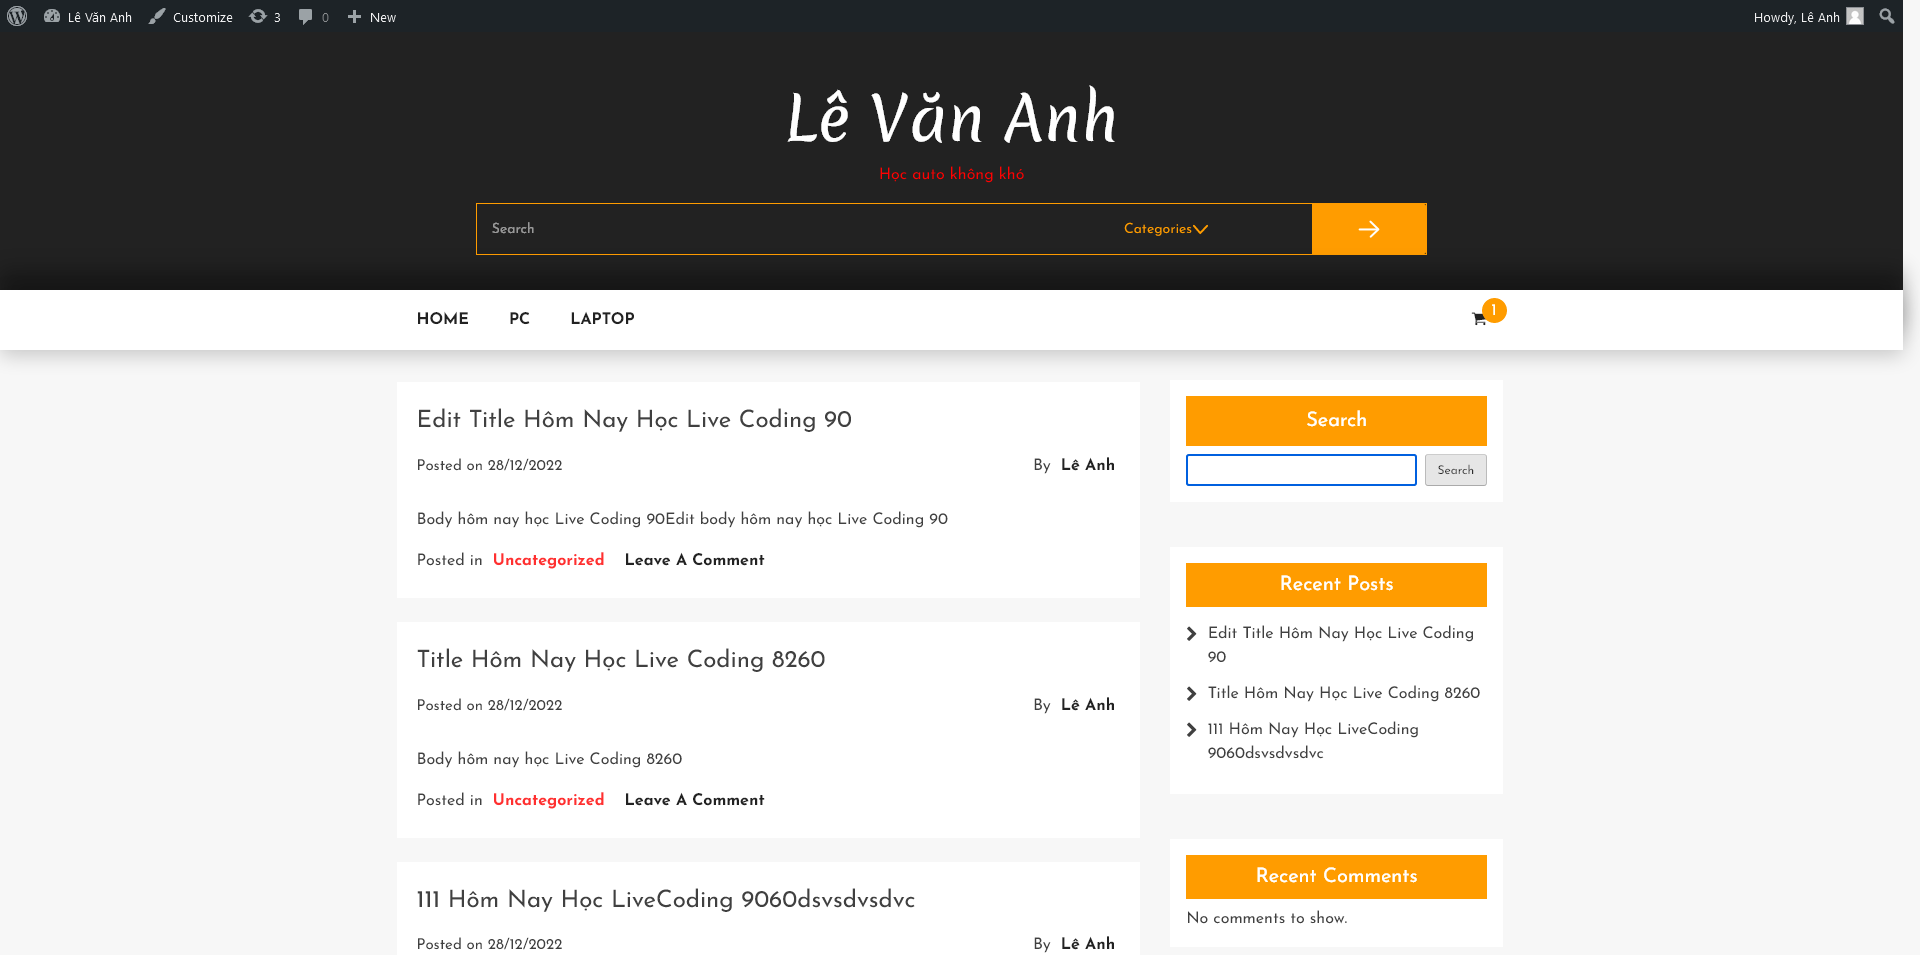 Lê Văn Anh
Customize
3
0
New
Howdy, Lê Anh
Lê Văn Anh
Học auto không khó
Search
Categories
HOME
PC
LAPTOP
1
Edit Title Hôm Nay Học Live Coding 90
Posted on 28/12/2022
By Lê Anh
Body hôm nay học Live Coding 90Edit body hôm nay học Live Coding 90
Posted in Uncategorized
Leave A Comment
Title Hôm Nay Học Live Coding 8260
Posted on 28/12/2022
By Lê Anh
Body hôm nay học Live Coding 8260
Posted in Uncategorized
Leave A Comment
111 Hôm Nay Học LiveCoding 9060dsvsdvsdvc
Posted on 28/12/2022
By Lê Anh
Search
Search
Recent Posts
Edit Title Hôm Nay Học Live Coding
90
Title Hôm Nay Học Live Coding 8260
111 Hôm Nay Học LiveCoding
9060dsvsdvsdvc
Recent Comments
No comments to show.